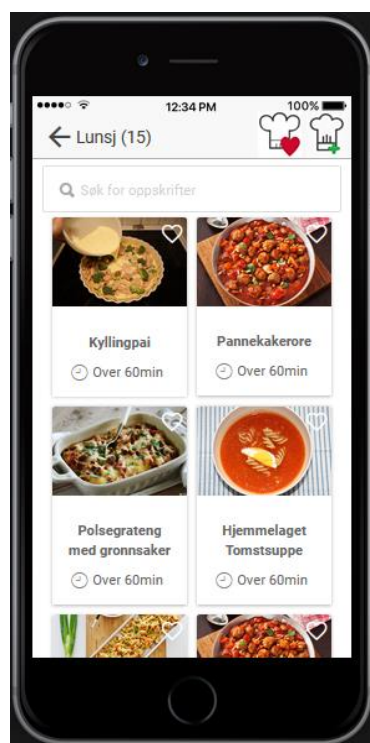 12:34 PM
100%
Lunsj (15)
Søk for oppskrifter
Kyllingpai
Over 60min
Pannekakerore
Over 60min
Polsegrateng
med gronnsaker
Over 60min
Hjemmelaget
Tomstsuppe
Over 60min